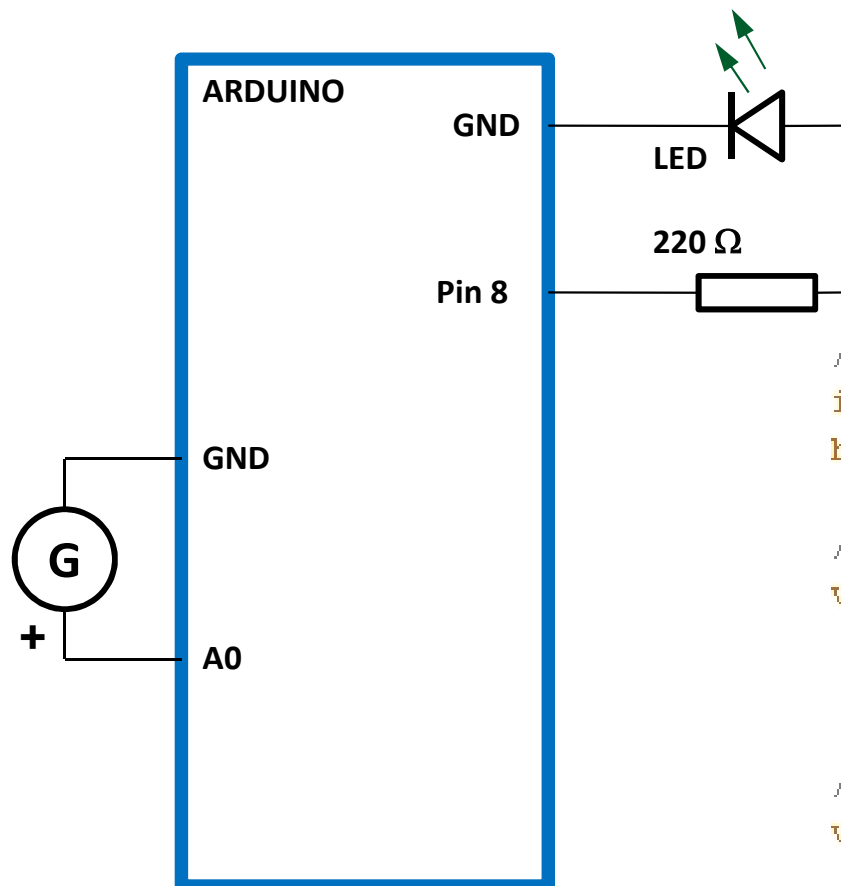 ARDUINO
GND
LED
220 Ω
Pin 8
GND
G
+
A0